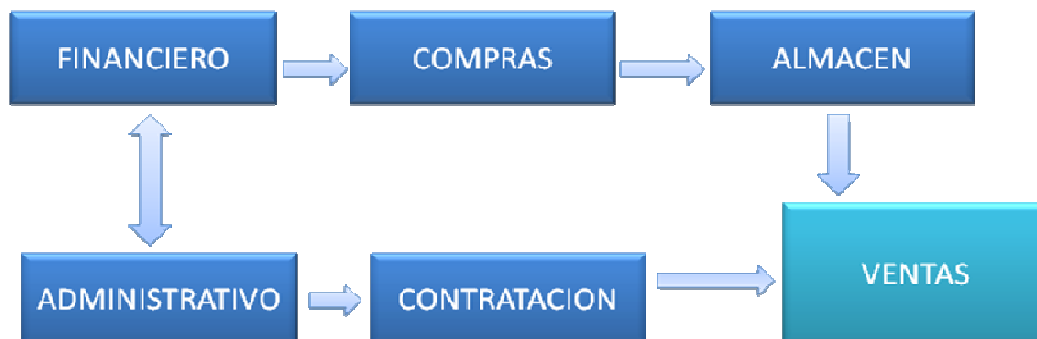 FINANCIERO
COMPRAS
ALMACEN
ADMINISTRATIVO
CONTRATACION
VENTAS